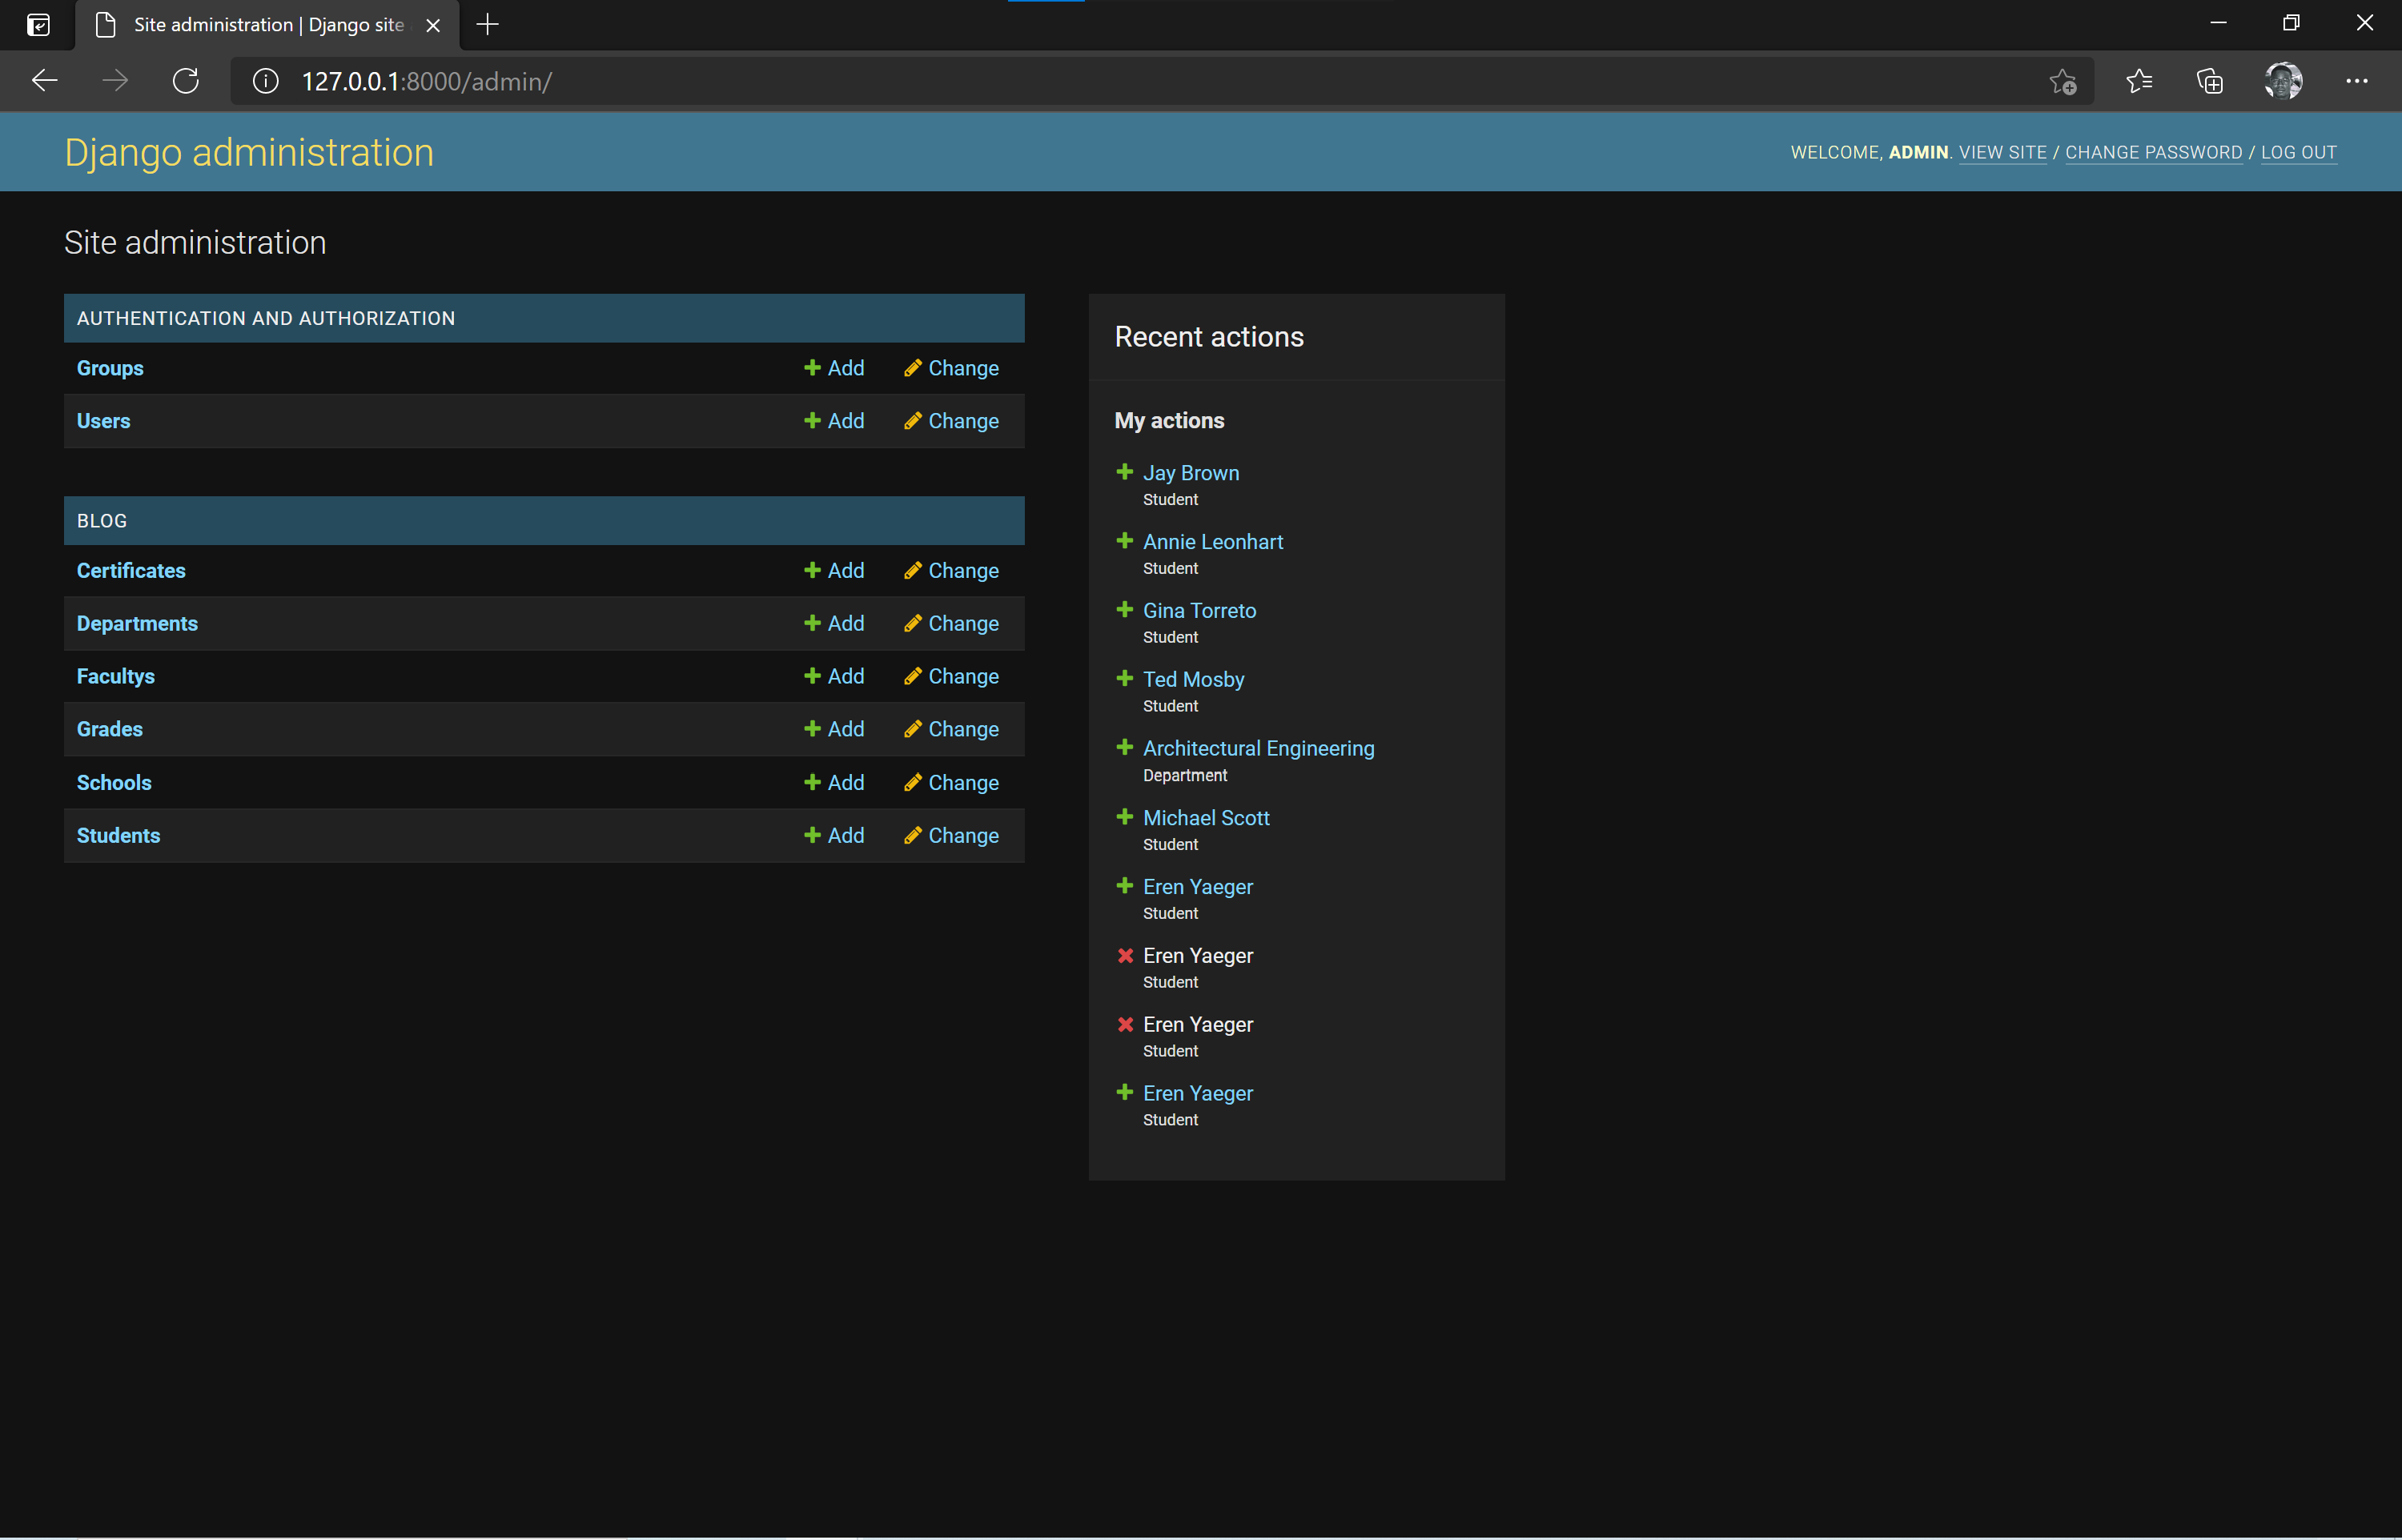 Site administration | Django site
127.0.0.1:8000/admin/
Django administration
WELCOME, ADMIN. VIEW SITE / CHANGE PASSWORD / LOG OUT
Site administration
AUTHENTICATION AND AUTHORIZATION
Groups Add Change
Users Add Change
BLOG
Certificates Add Change
Departments Add Change
Facultys Add Change
Grades Add Change
Schools Add Change
Students Add Change
Recent actions
My actions
Jay Brown
Student
Annie Leonhart
Student
Gina Torreto
Student
Ted Mosby
Student
Architectural Engineering
Department
Michael Scott
Student
Eren Yaeger
Student
Eren Yaeger
Student
Eren Yaeger
Student
Eren Yaeger
Student